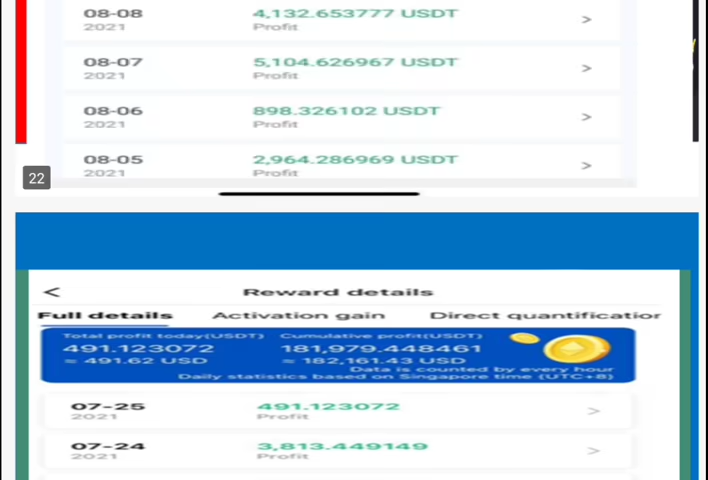 08-08 4,132.653777 USDT >
2021 Profit
08-07 5,104.626967 USDT >
2021 Profit
08-06 898.326102 USDT >
2021 Profit
08-05 2,964.286969 USDT >
2021 Profit
22
< Reward details
Full details Activation gain Direct quantification
Total profit today(USDT) Cumulative profit(USDT)
491.123072 181,979.448461
≈ 491.62 USD ≈ 182,161.43 USD
Data is counted by every hour
Daily statistics based on Singapore time (UTC+8)
07-25 491.123072 >
2021 Profit
07-24 3,813.449149 >
2021 Profit